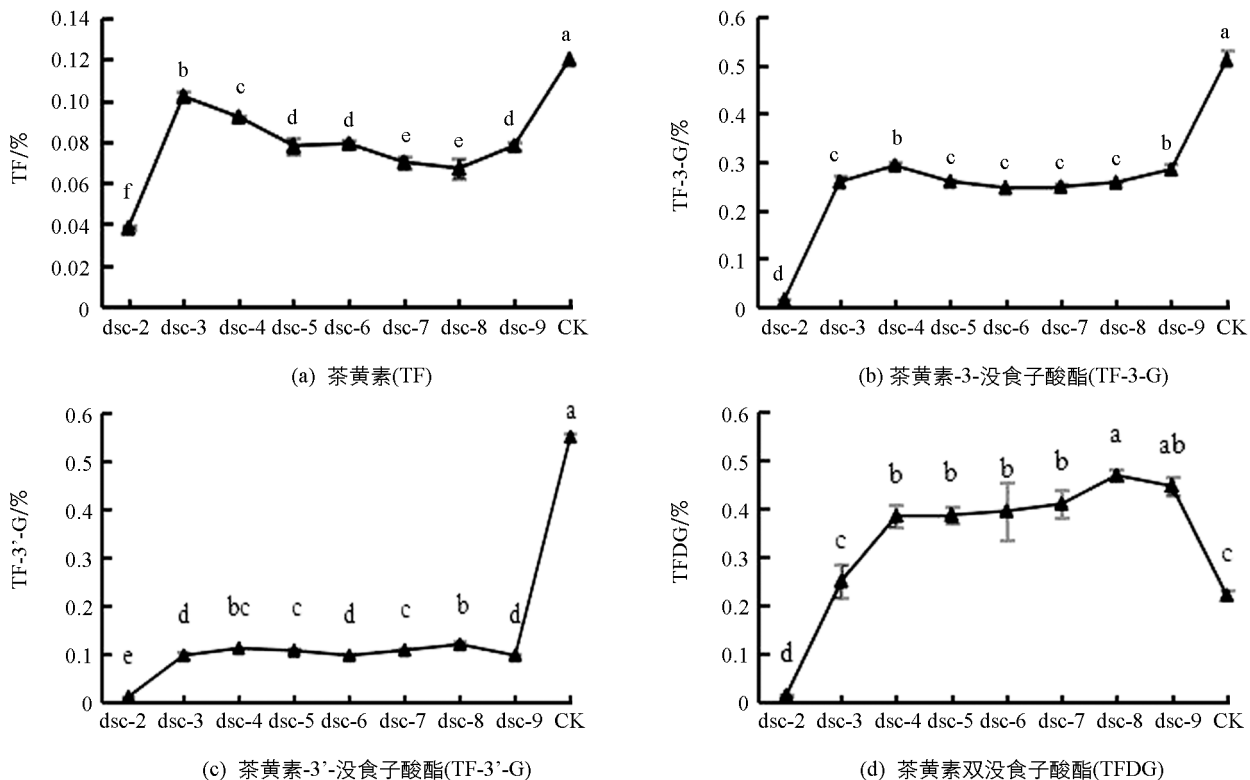 0.14
0.12
0.10
0.08
0.06
0.04
0.02
0
TF/%
f
b
c
d
d
e
e
d
a
dsc-2 dsc-3 dsc-4 dsc-5 dsc-6 dsc-7 dsc-8 dsc-9 CK
(a) 茶黄素(TF)
0.6
0.5
0.4
0.3
0.2
0.1
0
TF-3-G/%
d
c
b
c
c
c
c
b
a
dsc-2 dsc-3 dsc-4 dsc-5 dsc-6 dsc-7 dsc-8 dsc-9 CK
(b) 茶黄素-3-没食子酸酯(TF-3-G)
0.6
0.5
0.4
0.3
0.2
0.1
0
TF-3’-G/%
e
d
bc
c
d
c
b
d
a
dsc-2 dsc-3 dsc-4 dsc-5 dsc-6 dsc-7 dsc-8 dsc-9 CK
(c) 茶黄素-3’-没食子酸酯(TF-3’-G)
0.6
0.5
0.4
0.3
0.2
0.1
0
TFDG/%
d
c
b
b
b
b
a
ab
c
dsc-2 dsc-3 dsc-4 dsc-5 dsc-6 dsc-7 dsc-8 dsc-9 CK
(d) 茶黄素双没食子酸酯(TFDG)